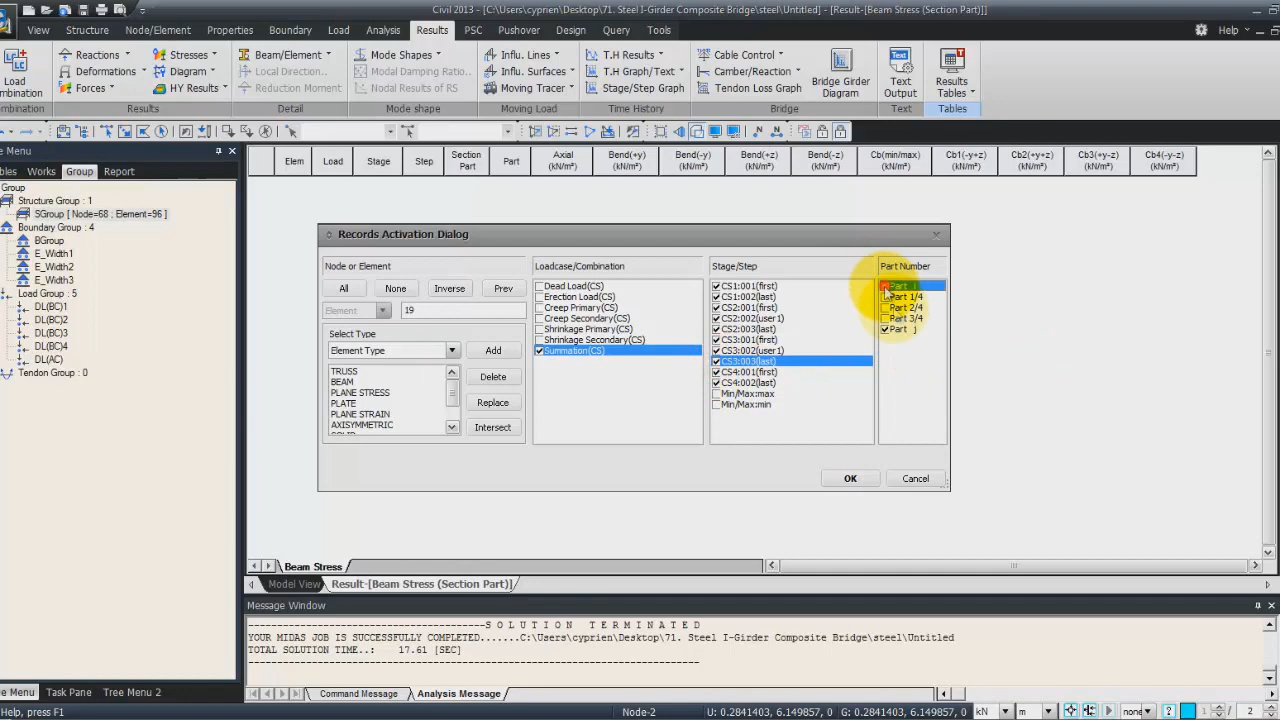 Civil 2013 - [C:\Users\cyprien\Desktop\71. Steel I-Girder Composite Bridge\steel\Untitled] - [Result-[Beam Stress (Section Part)]]
View Structure Node/Element Properties Boundary Load Analysis Results PSC Pushover Design Query Tools Help
Load
Combination
Reactions
Deformations
Forces
Stresses
Diagram
HY Results
Beam/Element
Local Direction..
Reduction Moment
Mode Shapes
Modal Damping Ratio..
Nodal Results of RS
Influ. Lines
Influ. Surfaces
Moving Tracer
T.H Results
T.H Graph/Text
Stage/Step Graph
Cable Control
Camber/Reaction
Tendon Loss Graph
Bridge Girder
Diagram
Text
Output
Results
Tables
Results Detail Mode shape Moving Load Time History Bridge Text Tables
Works Group Report
Group
Structure Group : 1
SGroup [ Node=68 ; Element=96 ]
Boundary Group : 4
BGroup
E_Width1
E_Width2
E_Width3
Load Group : 5
DL(BC)1
DL(BC)2
DL(BC)3
DL(BC)4
DL(AC)
Tendon Group : 0
Elem Load Stage Step Section Part Part Axial (kN/m²) Bend(+y) (kN/m²) Bend(-y) (kN/m²) Bend(+z) (kN/m²) Bend(-z) (kN/m²) Cb(min/max) (kN/m²) Cb1(-y+z) (kN/m²) Cb2(+y+z) (kN/m²) Cb3(+y-z) (kN/m²) Cb4(-y-z) (kN/m²)
Records Activation Dialog
Node or Element
All None Inverse Prev
Element 19
Select Type
Element Type
Add
Delete
Replace
Intersect
TRUSS
BEAM
PLANE STRESS
PLATE
PLANE STRAIN
AXISYMMETRIC
SOLID
Loadcase/Combination
Dead Load(CS)
Erection Load(CS)
Creep Primary(CS)
Creep Secondary(CS)
Shrinkage Primary(CS)
Shrinkage Secondary(CS)
Summation(CS)
Stage/Step
CS1:001(first)
CS1:002(last)
CS2:001(first)
CS2:002(user1)
CS2:003(last)
CS3:001(first)
CS3:002(user1)
CS3:003(last)
CS4:001(first)
CS4:002(last)
Min/Max:max
Min/Max:min
Part Number
Part i
Part 1/4
Part 2/4
Part 3/4
Part j
OK Cancel
Beam Stress
Model View Result-[Beam Stress (Section Part)]
Message Window
SOLUTION TERMINATED
YOUR MIDAS JOB IS SUCCESSFULLY COMPLETED.......C:\Users\cyprien\Desktop\71. Steel I-Girder Composite Bridge\steel\Untitled
TOTAL SOLUTION TIME..: 17.61 [SEC]
Command Message Analysis Message
Task Pane Tree Menu 2
Help, press F1
Node-2 U: 0.2841403, 6.149857, 0 G: 0.2841403, 6.149857, 0 kN m none 1 / 2